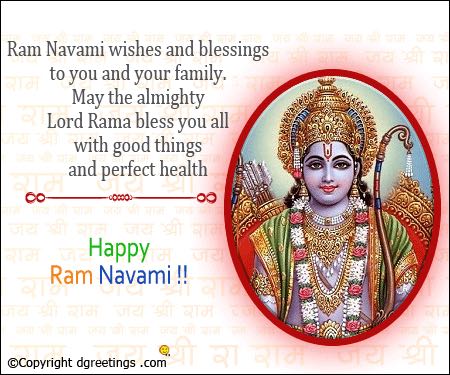 Ram Navami wishes and blessings
to you and your family.
May the almighty
Lord Rama bless you all
with good things
and perfect health
Happy
Ram Navami !!
©Copyright dgreetings .com